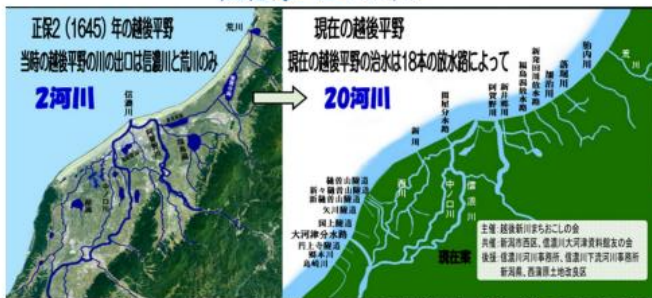 正保2(1645)年の越後平野
当時の越後平野の川の出口は信濃川と荒川のみ
2河川
荒川
信濃川
阿賀野川
中ノロ川
現在の越後平野
現在の越後平野の治水は18本の放水路によって
20河川
荒川
胎内川
落堀川
加治川
新発田川放水路
福島潟放水路
阿賀野川
新井郷川
関屋分水路
新川
西川
中ノロ川
信濃川
樋曽山隧道
新々樋曽山隧道
新樋曽山隧道
矢川隧道
国上隧道
大河津分水路
円上寺隧道
郷本川
島崎川
現在案
主催:越後新川まちおこしの会
共催:新潟市西区、信濃川大河津資料館友の会
後援:信濃川河川事務所、信濃川下流河川事務所
新潟県、西蒲原土地改良区